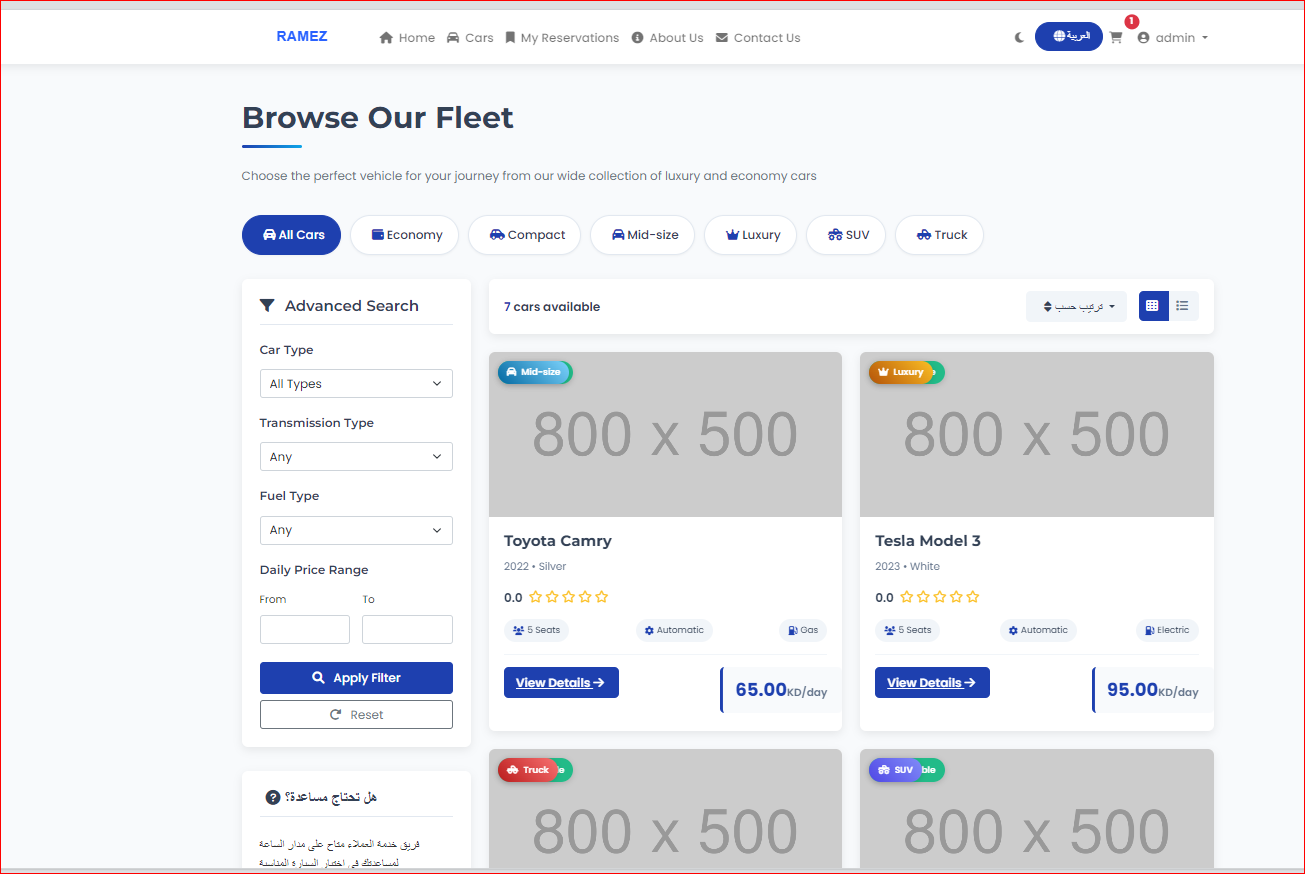 RAMEZ
Home
Cars
My Reservations
About Us
Contact Us
العربية
1
admin
Browse Our Fleet
Choose the perfect vehicle for your journey from our wide collection of luxury and economy cars
All Cars
Economy
Compact
Mid-size
Luxury
SUV
Truck
Advanced Search
Car Type
All Types
Transmission Type
Any
Fuel Type
Any
Daily Price Range
From
To
Apply Filter
Reset
هل تحتاج مساعدة؟
فريق خدمة العملاء متاح على مدار الساعة
لمساعدتك في اختيار السيارة المناسبة
7 cars available
ترتيب حسب
Mid-size
800 x 500
Toyota Camry
2022 • Silver
0.0
5 Seats
Automatic
Gas
View Details
65.00KD/day
Luxury
800 x 500
Tesla Model 3
2023 • White
0.0
5 Seats
Automatic
Electric
View Details
95.00KD/day
Truck
800 x 500
SUV
ble
800 x 500